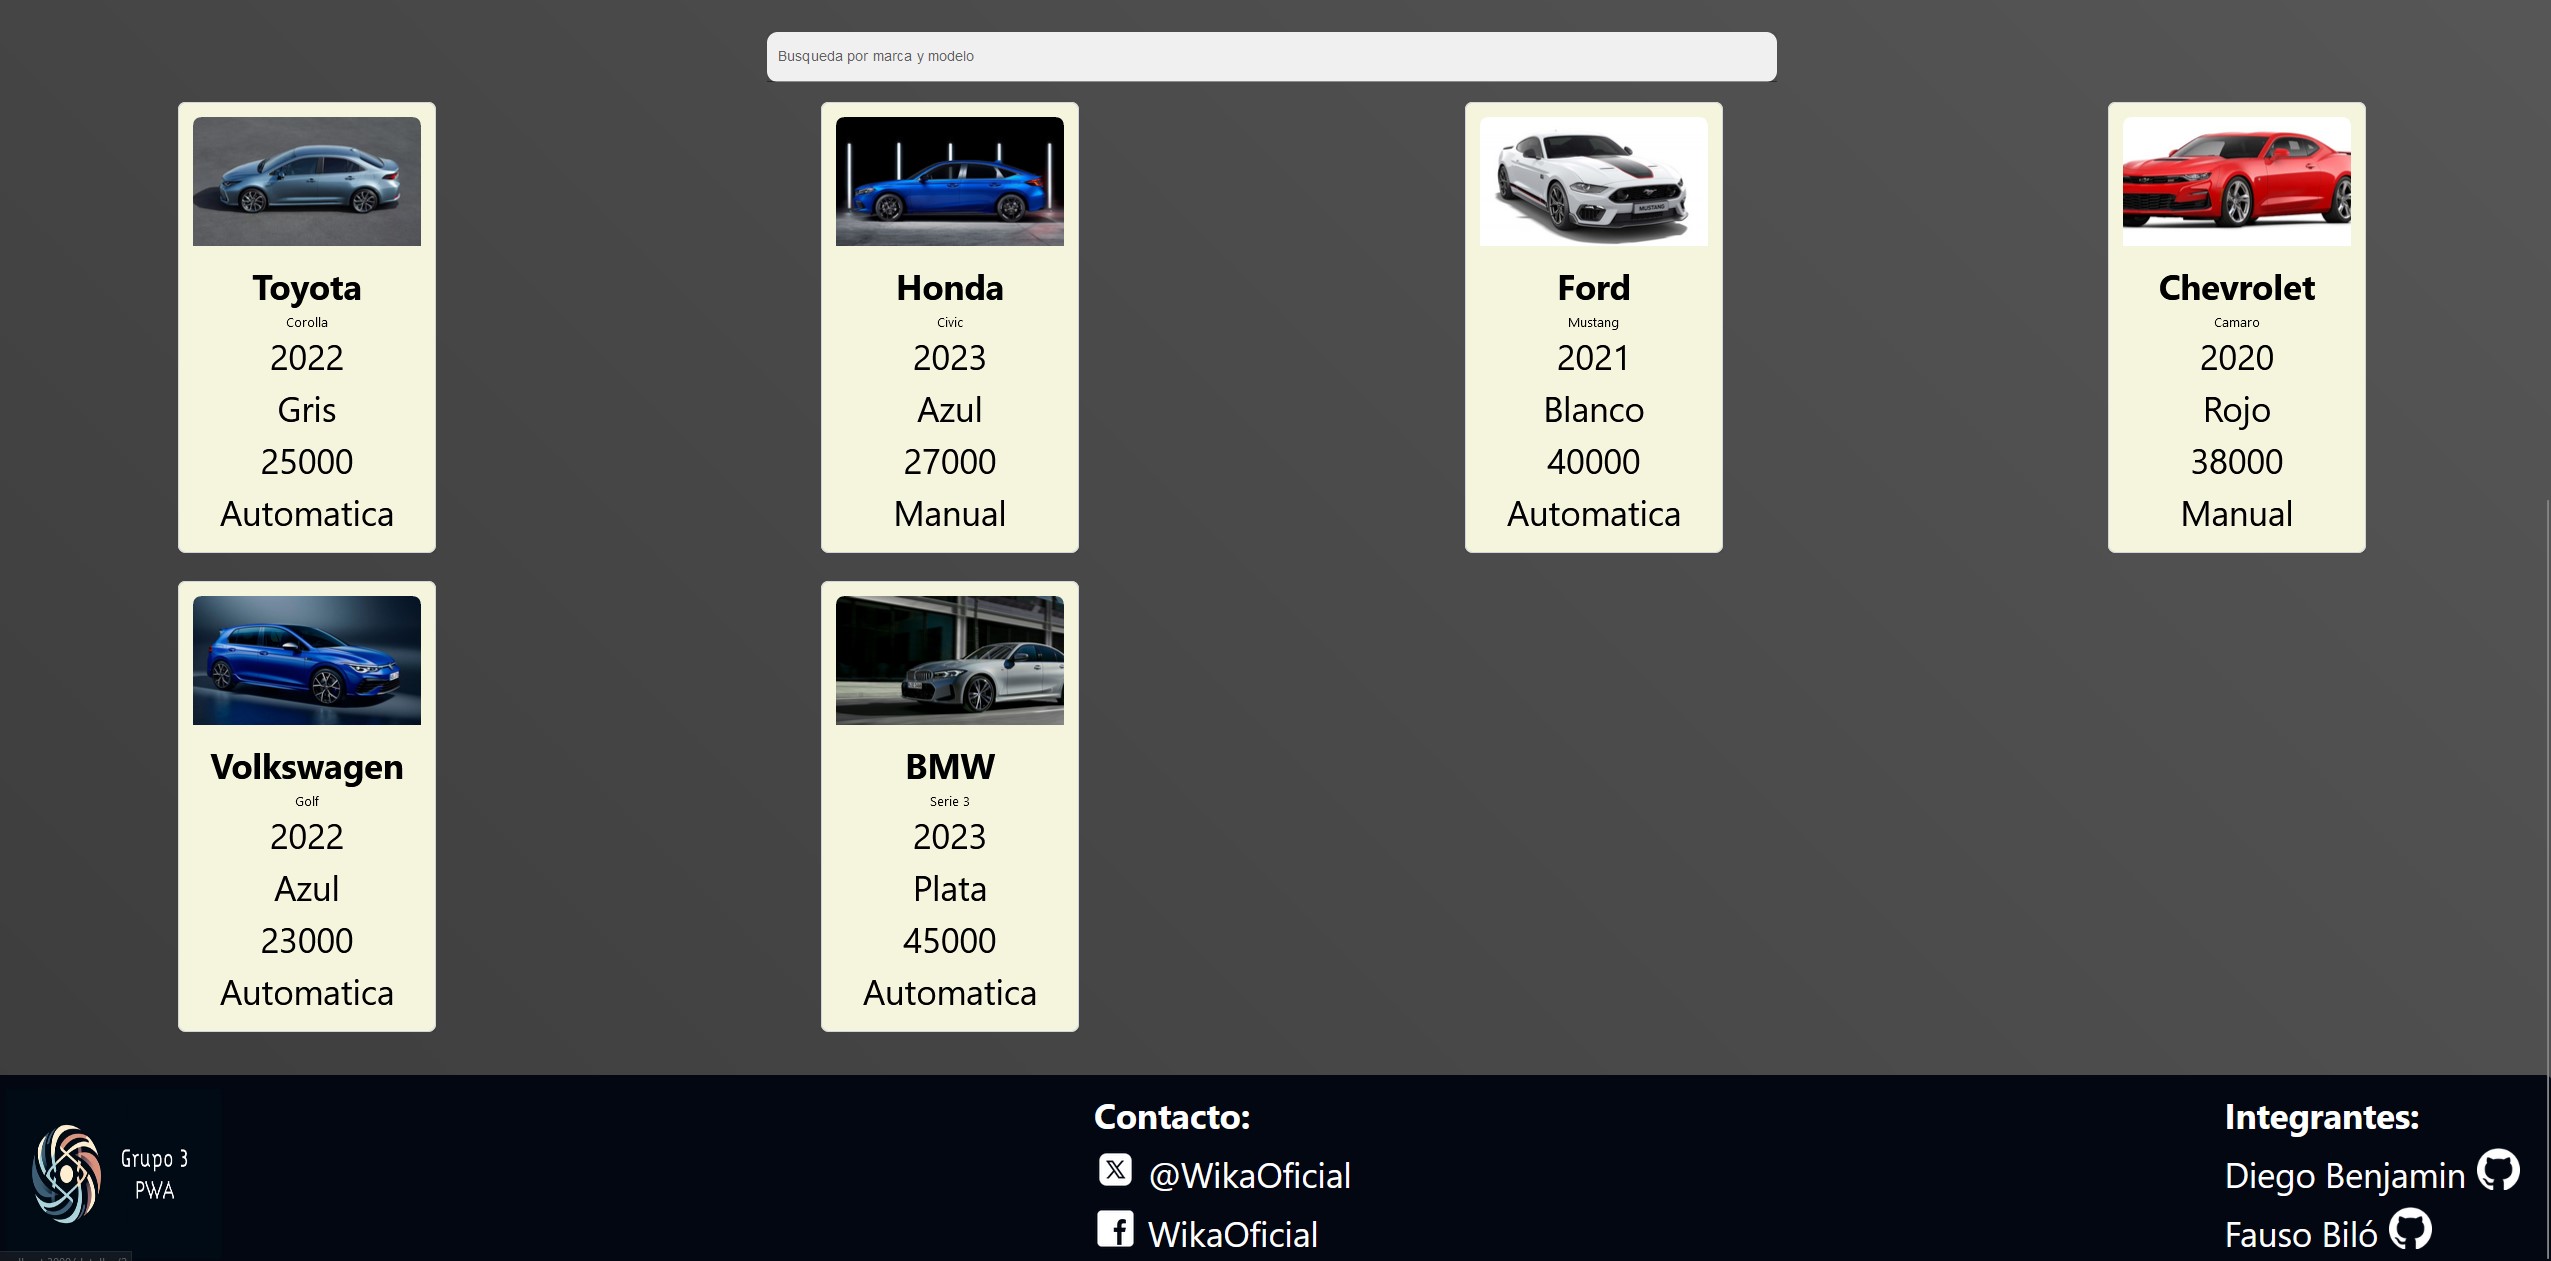 Busqueda por marca y modelo
MUSTANG
Toyota
Corolla
2022
Gris
25000
Automatica
Honda
Civic
2023
Azul
27000
Manual
Ford
Mustang
2021
Blanco
40000
Automatica
Chevrolet
Camaro
2020
Rojo
38000
Manual
Volkswagen
Golf
2022
Azul
23000
Automatica
BMW
Serie 3
2023
Plata
45000
Automatica
Grupo 3
PWA
Contacto:
@WikaOficial
WikaOficial
Integrantes:
Diego Benjamin
Fauso Biló